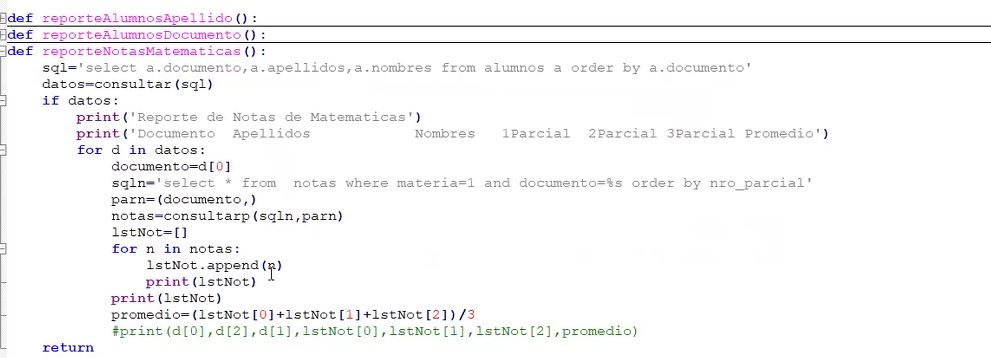 def reporteAlumnosApellido():
def reporteAlumnosDocumento():
def reporteNotasMatematicas():
    sql='select a.documento,a.apellidos,a.nombres from alumnos a order by a.documento'
    datos=consultar(sql)
    if datos:
        print('Reporte de Notas de Matematicas')
        print('Documento  Apellidos            Nombres   1Parcial  2Parcial 3Parcial Promedio')
        for d in datos:
            documento=d[0]
            sqln='select * from  notas where materia=1 and documento=%s order by nro_parcial'
            parn=(documento,)
            notas=consultarp(sqln,parn)
            lstNot=[]
            for n in notas:
                lstNot.append(n)
                print(lstNot)
            print(lstNot)
            promedio=(lstNot[0]+lstNot[1]+lstNot[2])/3
            #print(d[0],d[2],d[1],lstNot[0],lstNot[1],lstNot[2],promedio)
    return